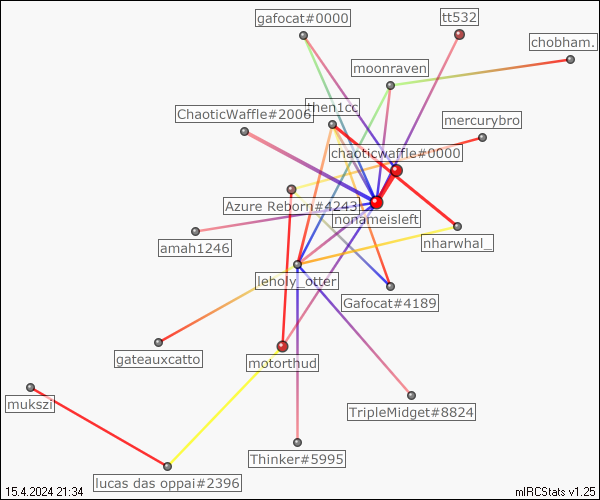 gafocat#0000
tt532
chobham.
moonraven
then1cc
ChaoticWaffle#2006
mercurybro
chaoticwaffle#0000
Azure Reborn#4243
nonameisleft
amah1246
nharwhal_
leholy_otter
Gafocat#4189
gateauxcatto
motorthud
mukszi
TripleMidget#8824
Thinker#5995
lucas das oppai#2396
15.4.2024 21:34
mIRCStats v1.25